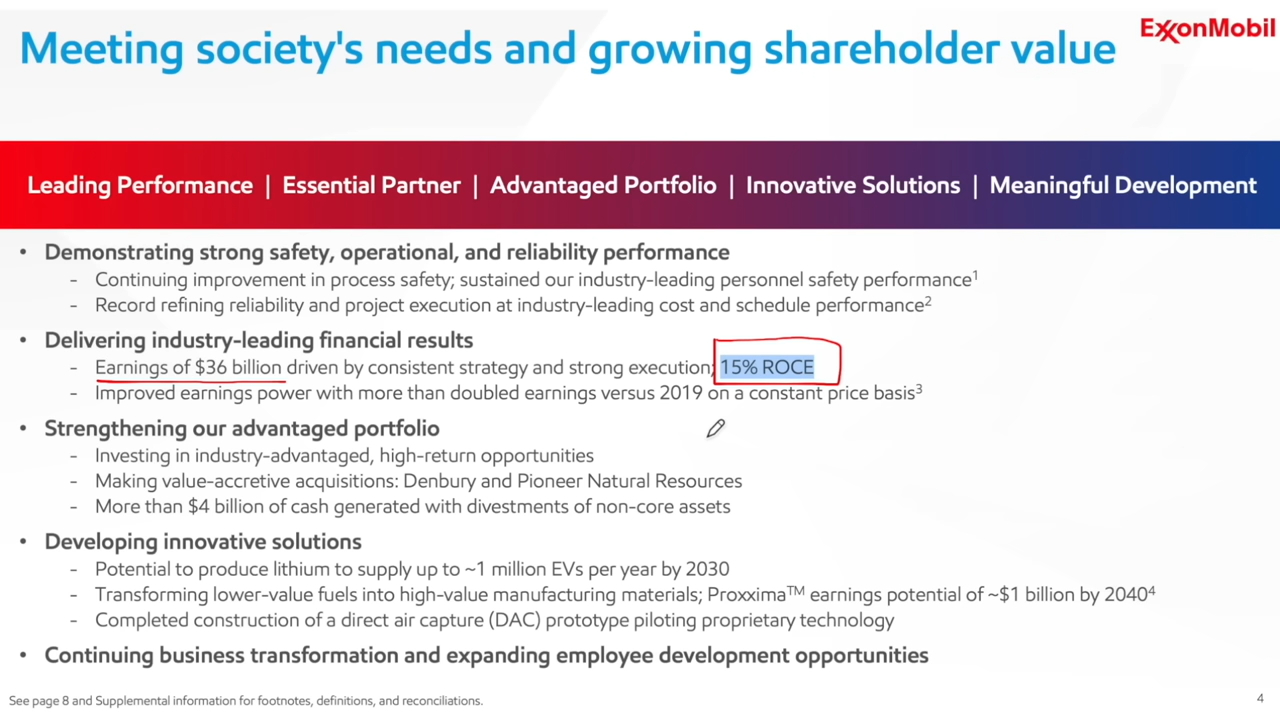 Meeting society's needs and growing shareholder value
ExxonMobil
Leading Performance | Essential Partner | Advantaged Portfolio | Innovative Solutions | Meaningful Development
• Demonstrating strong safety, operational, and reliability performance
- Continuing improvement in process safety; sustained our industry-leading personnel safety performance1
- Record refining reliability and project execution at industry-leading cost and schedule performance2
• Delivering industry-leading financial results
- Earnings of $36 billion driven by consistent strategy and strong execution; 15% ROCE
- Improved earnings power with more than doubled earnings versus 2019 on a constant price basis3
• Strengthening our advantaged portfolio
- Investing in industry-advantaged, high-return opportunities
- Making value-accretive acquisitions: Denbury and Pioneer Natural Resources
- More than $4 billion of cash generated with divestments of non-core assets
• Developing innovative solutions
- Potential to produce lithium to supply up to ~1 million EVs per year by 2030
- Transforming lower-value fuels into high-value manufacturing materials; Proxxima™ earnings potential of ~$1 billion by 20404
- Completed construction of a direct air capture (DAC) prototype piloting proprietary technology
• Continuing business transformation and expanding employee development opportunities
See page 8 and Supplemental information for footnotes, definitions, and reconciliations.
4